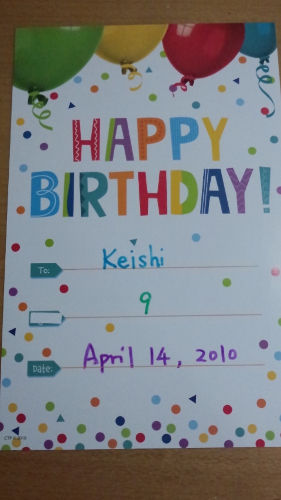 HAPPY
BIRTHDAY!
To: Keishi
9
Date: April 14, 2010